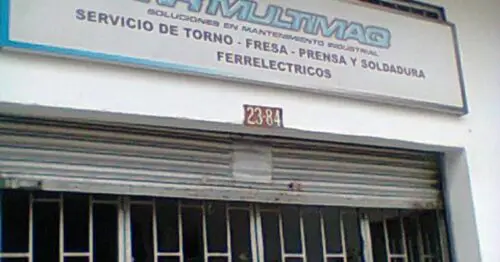 MULTIMAQ
SOLUCIONES EN MANTENIMIENTO INDUSTRIAL
SERVICIO DE TORNO - FRESA - PRENSA Y SOLDADURA
FERRELECTRICOS
23-84